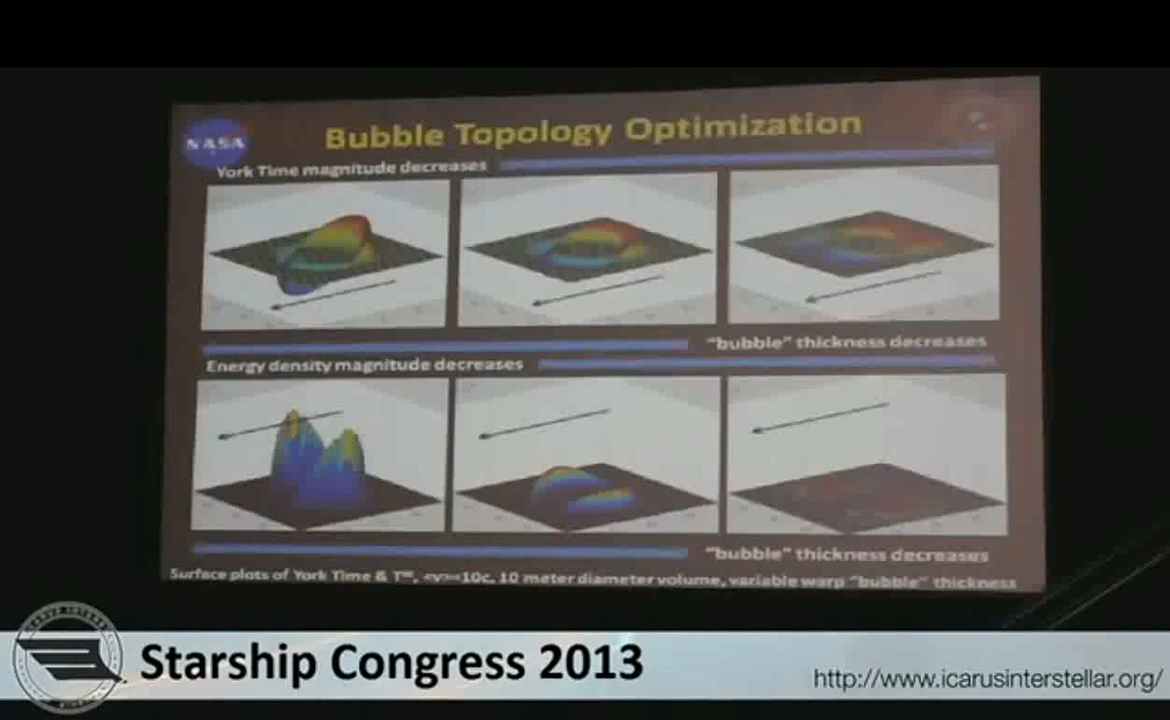 NASA
Bubble Topology Optimization
York Time magnitude decreases
"bubble" thickness decreases
Energy density magnitude decreases
"bubble" thickness decreases
Surface plots of York Time & <v>=10c, 10 meter diameter volume, variable warp "bubble" thickness
Starship Congress 2013
http://www.icarusinterstellar.org/